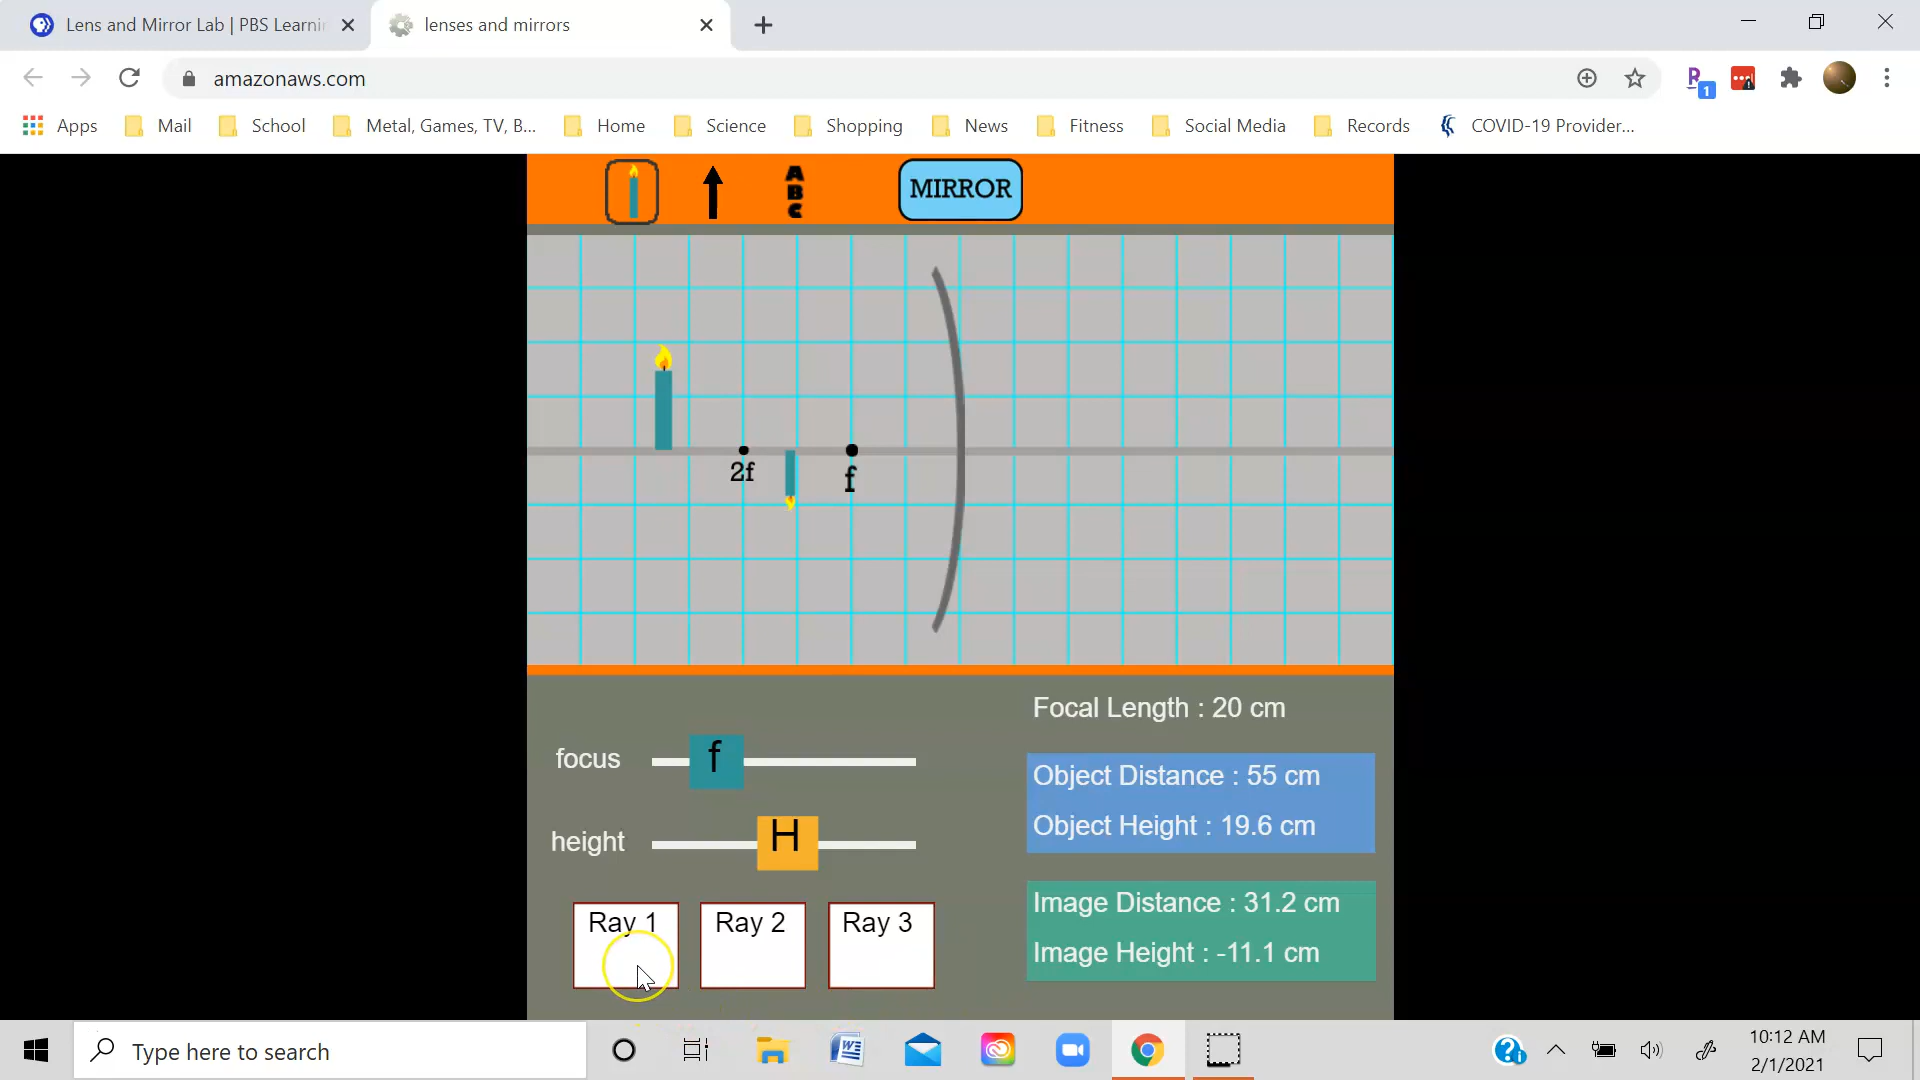 Lens and Mirror Lab | PBS Learni
lenses and mirrors
amazonaws.com
1
Apps
Mail
School
Metal, Games, TV, B...
Home
Science
Shopping
News
Fitness
Social Media
Records
COVID-19 Provider...
A
B
C
MIRROR
2f
f
Focal Length : 20 cm
focus
f
Object Distance : 55 cm
Object Height : 19.6 cm
height
H
Image Distance : 31.2 cm
Image Height : -11.1 cm
Ray 1
Ray 2
Ray 3
Type here to search
10:12 AM
2/1/2021